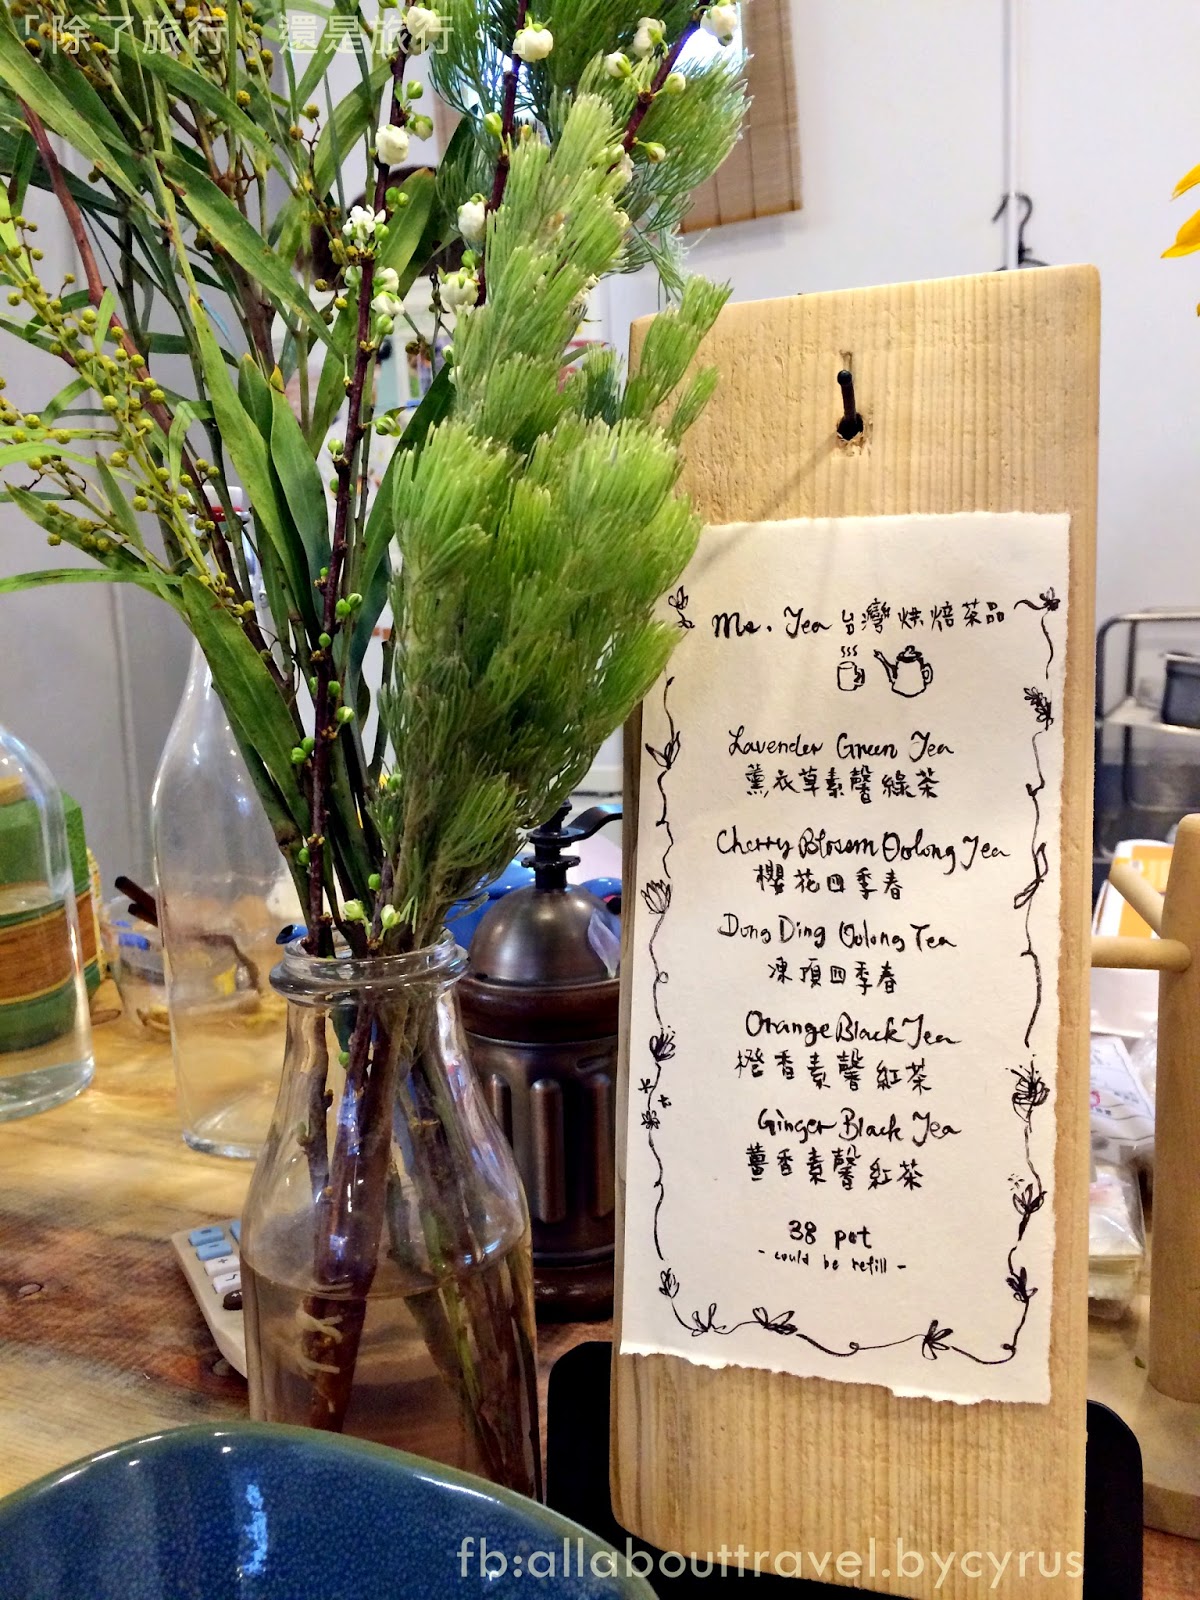 「除了旅行，還是旅行。」
Ms. Tea 台灣烘焙茶品
Lavender Green Tea
薰衣草素馨綠茶
Cherry Blossom Oolong Tea
櫻花四季春
Dong Ding Oolong Tea
凍頂四季春
Orange Black Tea
橙香素馨紅茶
Ginger Black Tea
薑香素馨紅茶
38 pot
- could be refill -
fb:allabouttravel.bycyrus